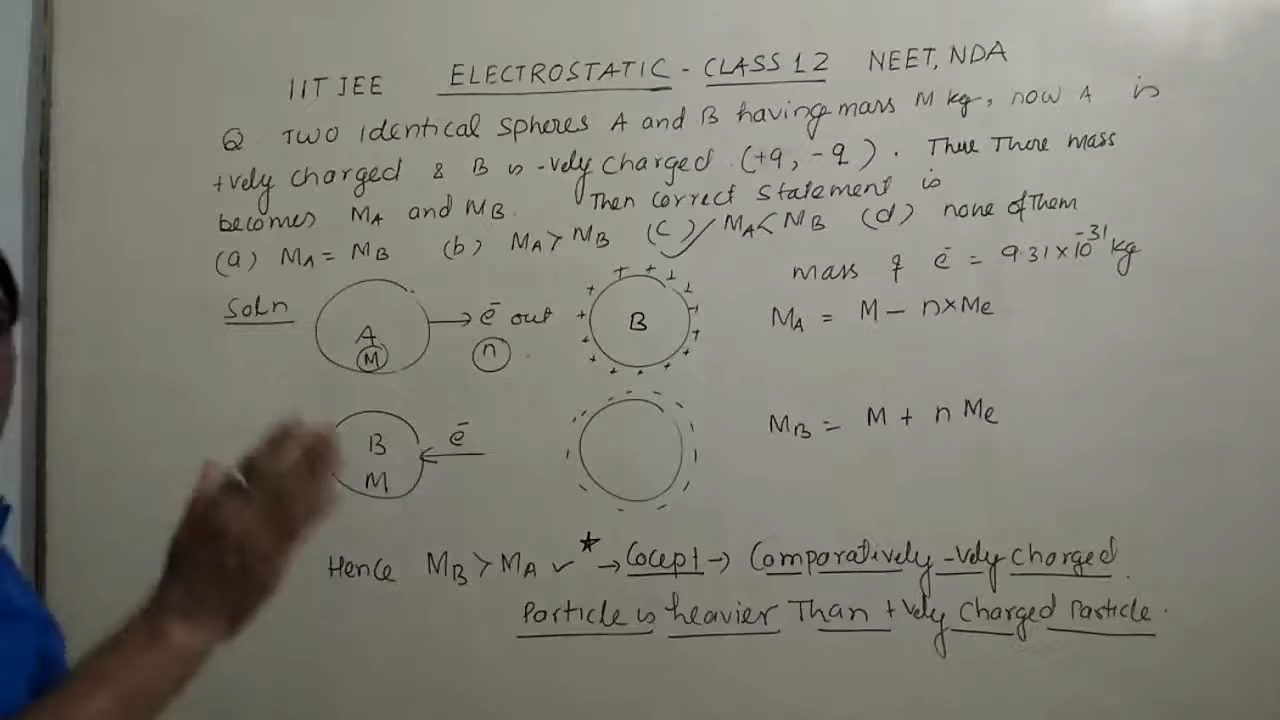 IIT JEE ELECTROSTATIC - CLASS 12 NEET, NDA
Q Two identical spheres A and B having mass M kg, now A is
+vely charged & B is -vely charged (+q, -q). Then There mass
becomes MA and MB. Then correct statement is
(a) MA = MB (b) MA > MB (c) MA < MB (d) none of Them
mass of e̅ = 9.31×10⁻³¹ kg
Soln A M → e̅ out n + + + + + + + + + + + + + B MA = M - n×Me
B M ← e̅ - - - - - - - - - - - MB = M + n Me
Hence MB > MA ✓ ★ → Cocept → Comparatively -vely Charged
Particle is heavier Than +vely Charged Particle.